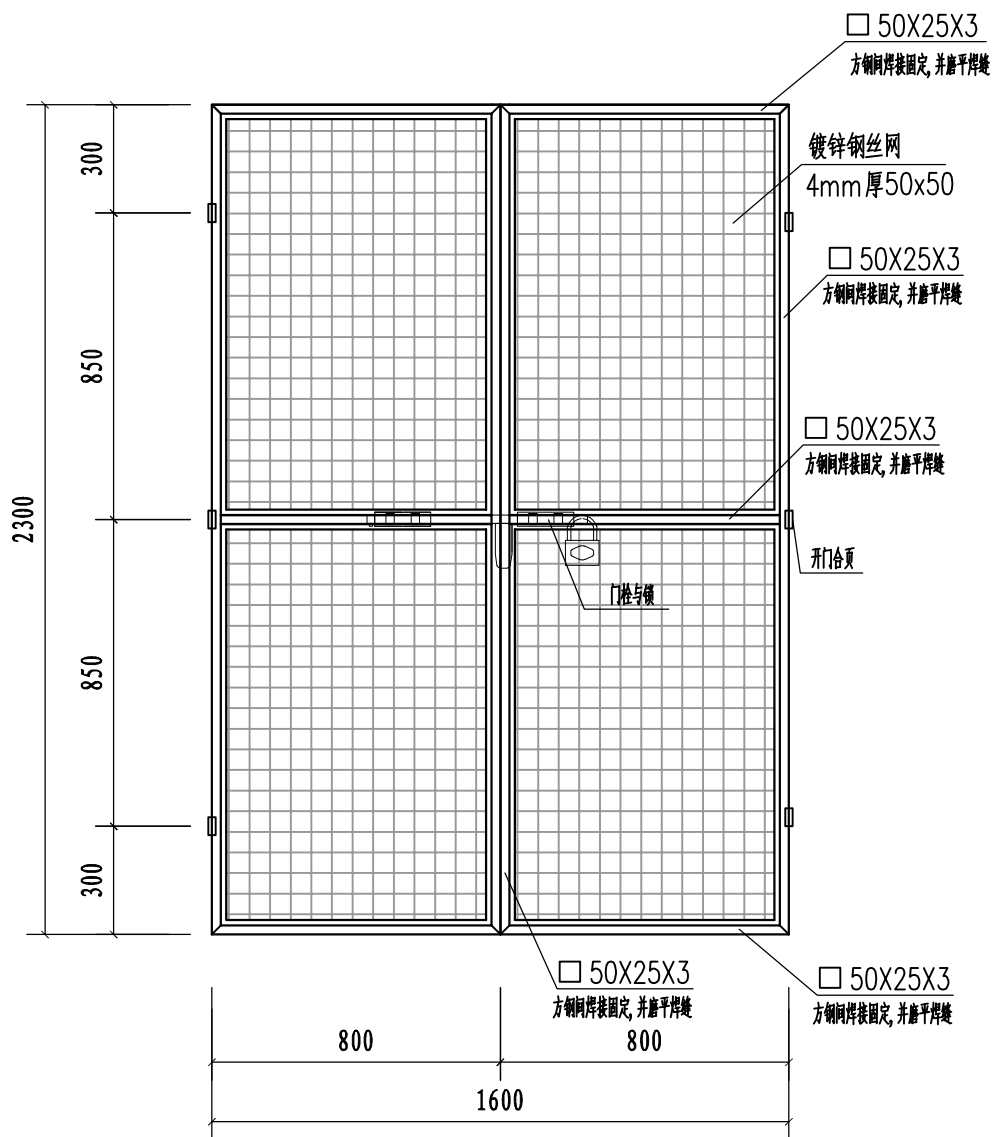 □ 50X25X3
方钢间焊接固定, 并磨平焊缝
镀锌钢丝网
4mm厚50x50
□ 50X25X3
方钢间焊接固定, 并磨平焊缝
□ 50X25X3
方钢间焊接固定, 并磨平焊缝
开门合页
门栓与锁
300
850
2300
850
300
□ 50X25X3
方钢间焊接固定, 并磨平焊缝
□ 50X25X3
方钢间焊接固定, 并磨平焊缝
800
800
1600